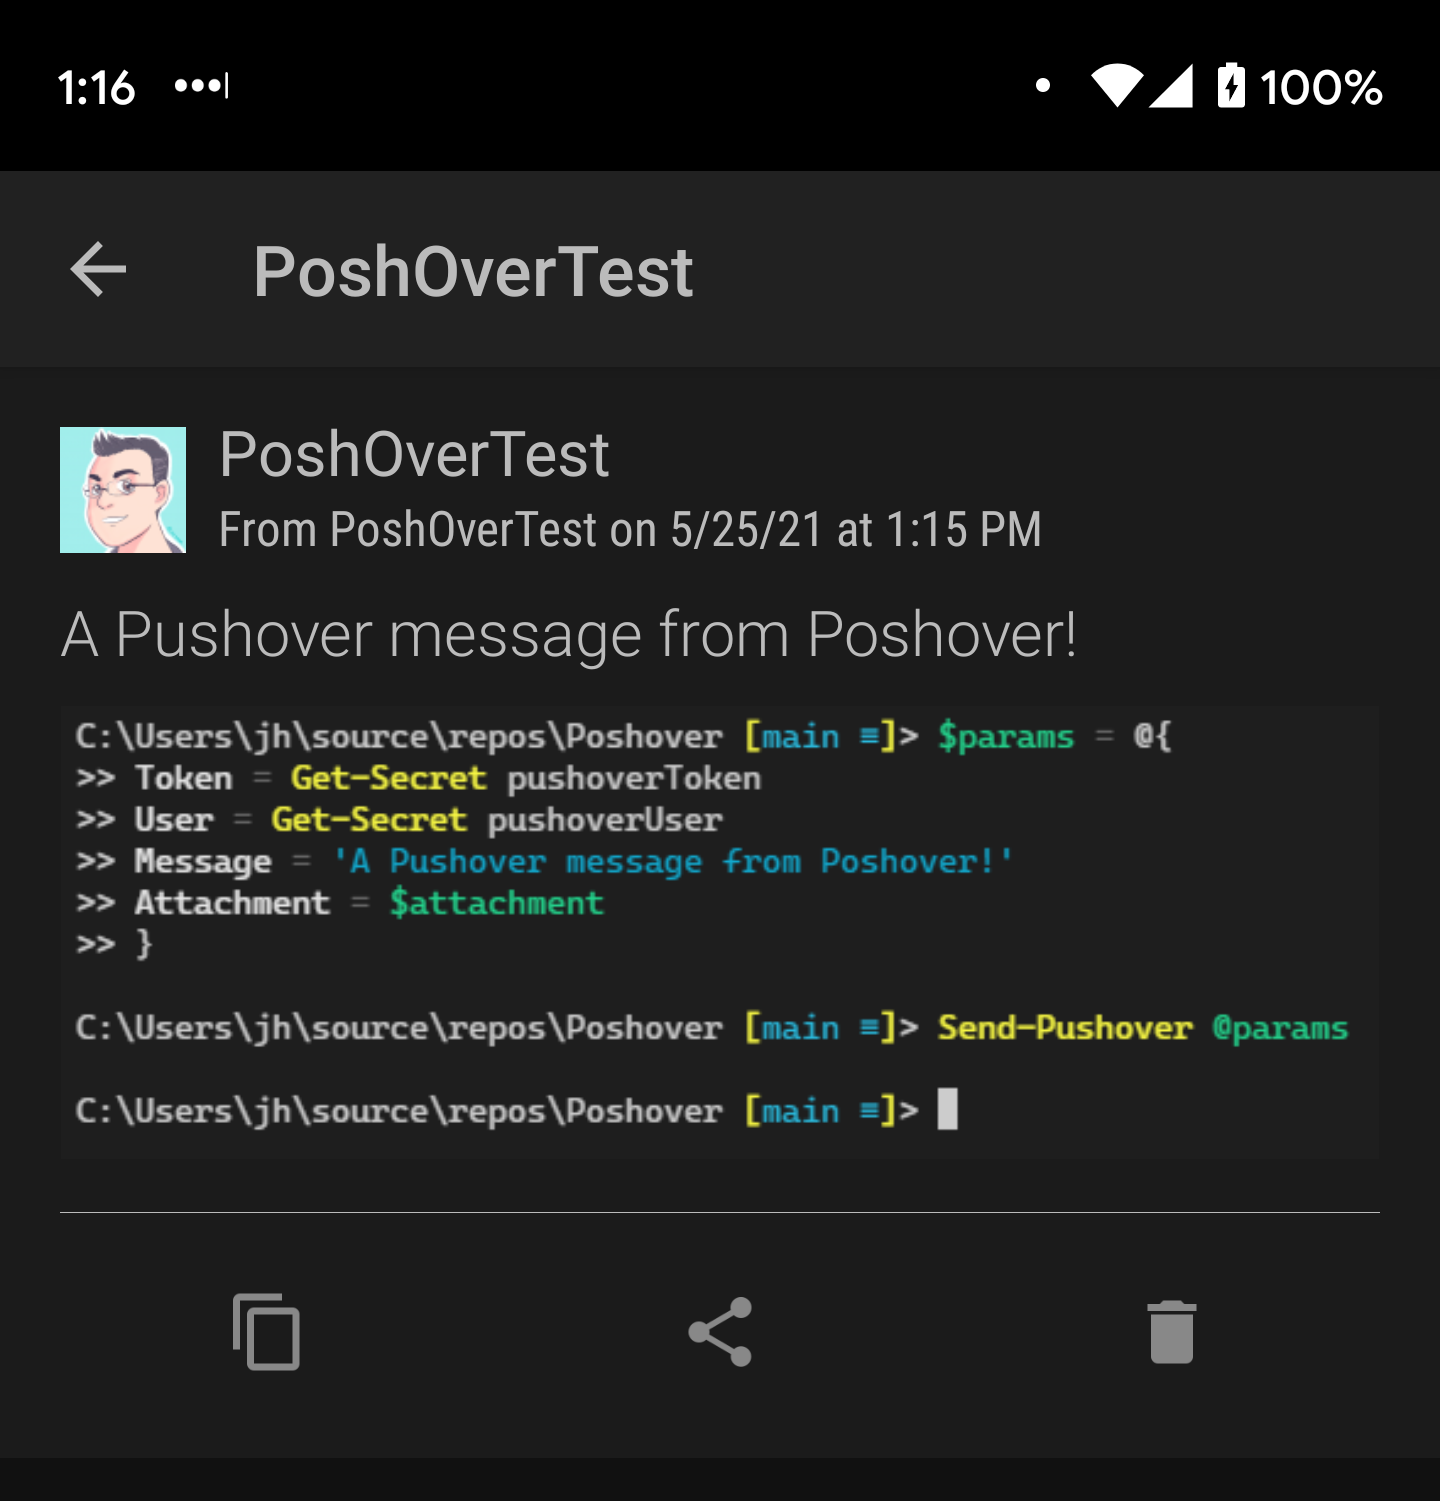 1:16
100%
PoshOverTest
PoshOverTest
From PoshOverTest on 5/25/21 at 1:15 PM
A Pushover message from Poshover!
C:\Users\jh\source\repos\Poshover [main ≡]> $params = @{
>> Token = Get-Secret pushoverToken
>> User = Get-Secret pushoverUser
>> Message = 'A Pushover message from Poshover!'
>> Attachment = $attachment
>> }
C:\Users\jh\source\repos\Poshover [main ≡]> Send-Pushover @params
C:\Users\jh\source\repos\Poshover [main ≡]>